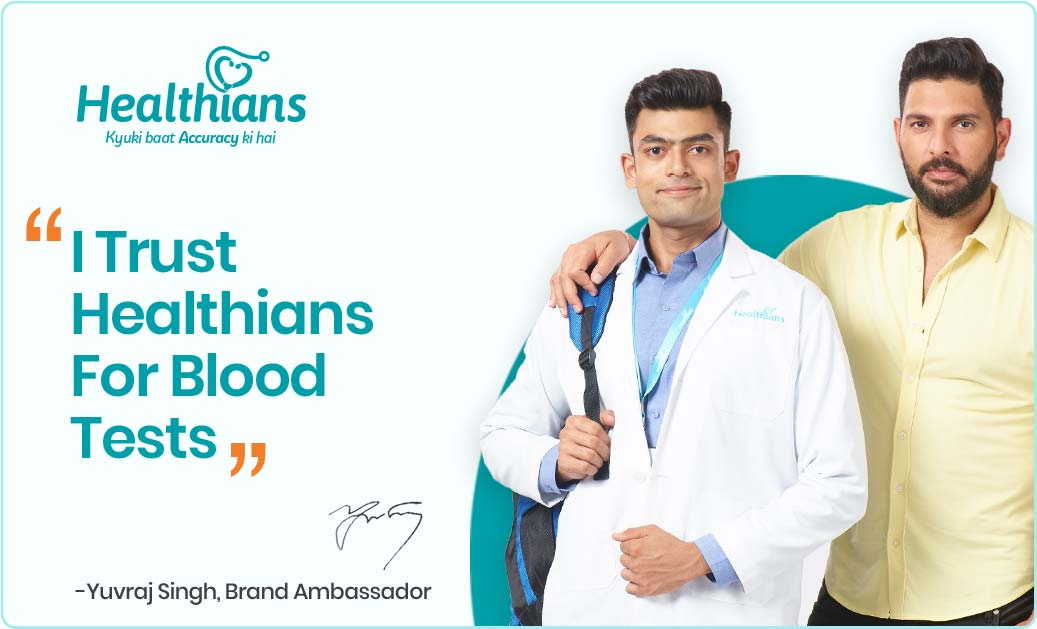 Healthians
Kyuki baat Accuracy ki hai
“I Trust
Healthians
For Blood
Tests”
-Yuvraj Singh, Brand Ambassador
Healthians